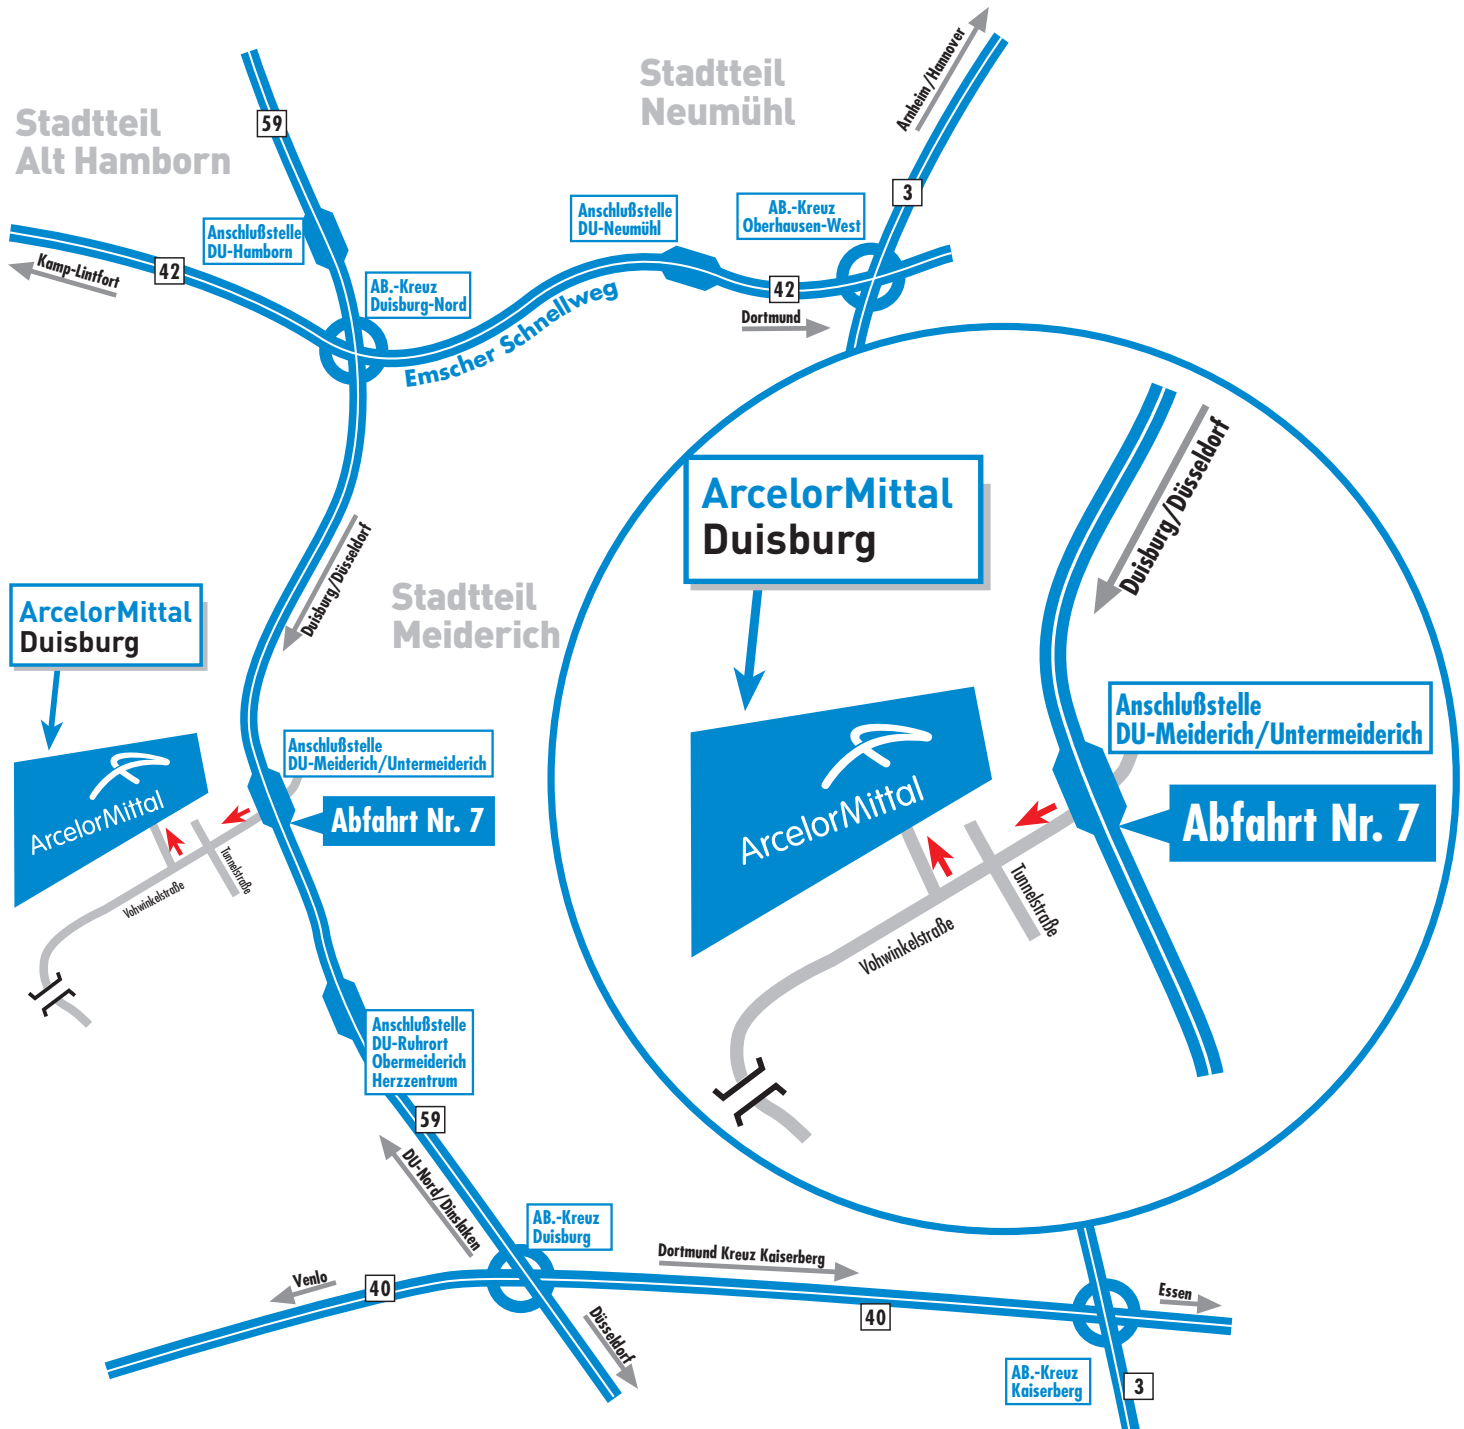 Arnheim/Hannover
Stadtteil
Neumühl
Stadtteil
Alt Hamborn
59
3
Anschlußstelle
DU-Neumühl
AB.-Kreuz
Oberhausen-West
Anschlußstelle
DU-Hamborn
Kamp-Lintfort
42
AB.-Kreuz
Duisburg-Nord
42
Dortmund
Emscher Schnellweg
Duisburg/Düsseldorf
ArcelorMittal
Duisburg
Duisburg/Düsseldorf
Stadtteil
Meiderich
ArcelorMittal
Duisburg
Anschlußstelle
DU-Meiderich/Untermeiderich
Anschlußstelle
DU-Meiderich/Untermeiderich
ArcelorMittal
Abfahrt Nr. 7
ArcelorMittal
Abfahrt Nr. 7
Tunnelstraße
Vohwinkelstraße
Tunnelstraße
Vohwinkelstraße
Anschlußstelle
DU-Ruhrort
Obermeiderich
Herzzentrum
59
DU-Nord/Dinslaken
AB.-Kreuz
Duisburg
Dortmund Kreuz Kaiserberg
Venlo
40
Essen
40
Düsseldorf
AB.-Kreuz
Kaiserberg
3